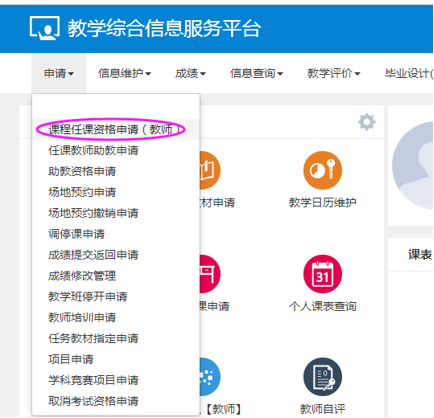 教学综合信息服务平台
申请 信息维护 成绩 信息查询 教学评价 毕业设计(
课程任课资格申请（教师）
任课教师助教申请
助教资格申请
场地预约申请
场地预约撤销申请
调停课申请
成绩提交返回申请
成绩修改管理
教学班停开申请
教师培训申请
任务教材指定申请
项目申请
学科竞赛项目申请
取消考试资格申请
教材申请 教学日历维护
课表
课申请 31 个人课表查询
【教师】 教师自评